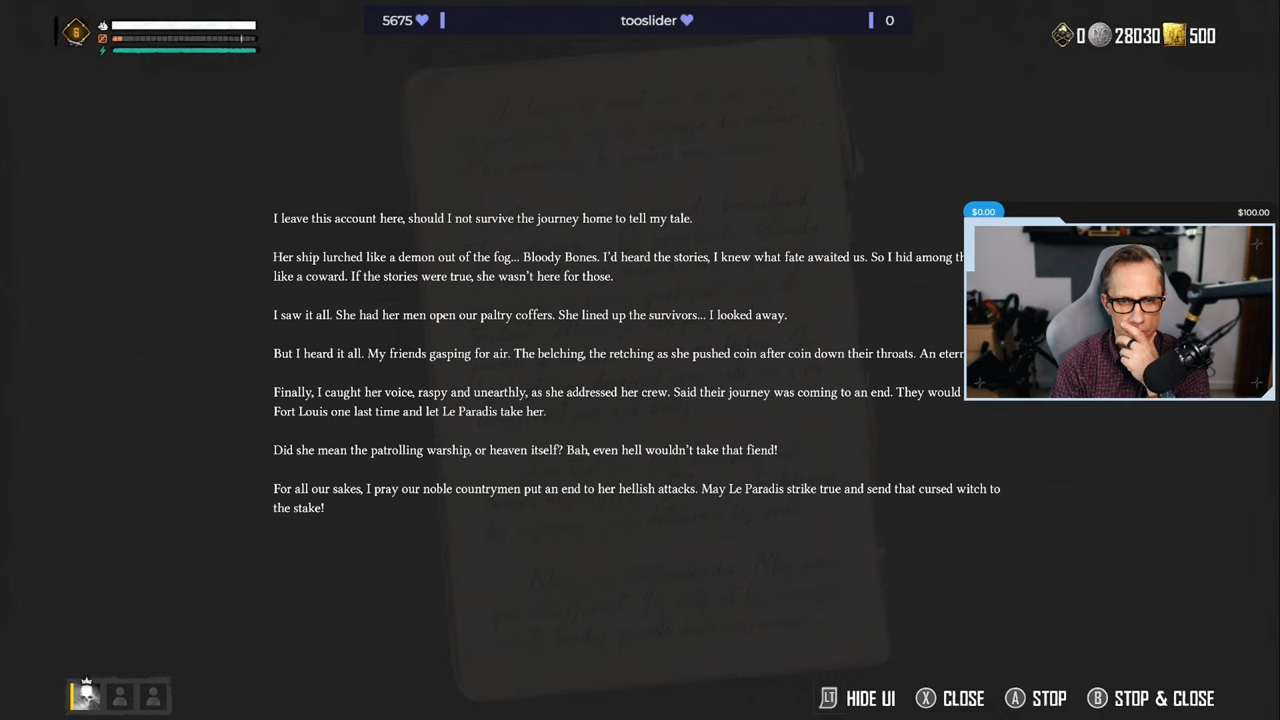 6
5675
tooslider
0
0
28030
500
I leave this account here, should I not survive the journey home to tell my tale.
Her ship lurched like a demon out of the fog... Bloody Bones. I'd heard the stories, I knew what fate awaited us. So I hid among
like a coward. If the stories were true, she wasn't here for those.
$0.00
$100.00
I saw it all. She had her men open our paltry coffers. She lined up the survivors... I looked away.
But I heard it all. My friends gasping for air. The belching, the retching as she pushed coin after coin down their throats. An
Finally, I caught her voice, raspy and unearthly, as she addressed her crew. Said their journey was coming to an end. They would
Fort Louis one last time and let Le Paradis take her.
Did she mean the patrolling warship, or heaven itself? Bah, even hell wouldn't take that fiend!
For all our sakes, I pray our noble countrymen put an end to her hellish attacks. May Le Paradis strike true and send that cursed witch to
the stake!
LT HIDE UI X CLOSE A STOP B STOP & CLOSE